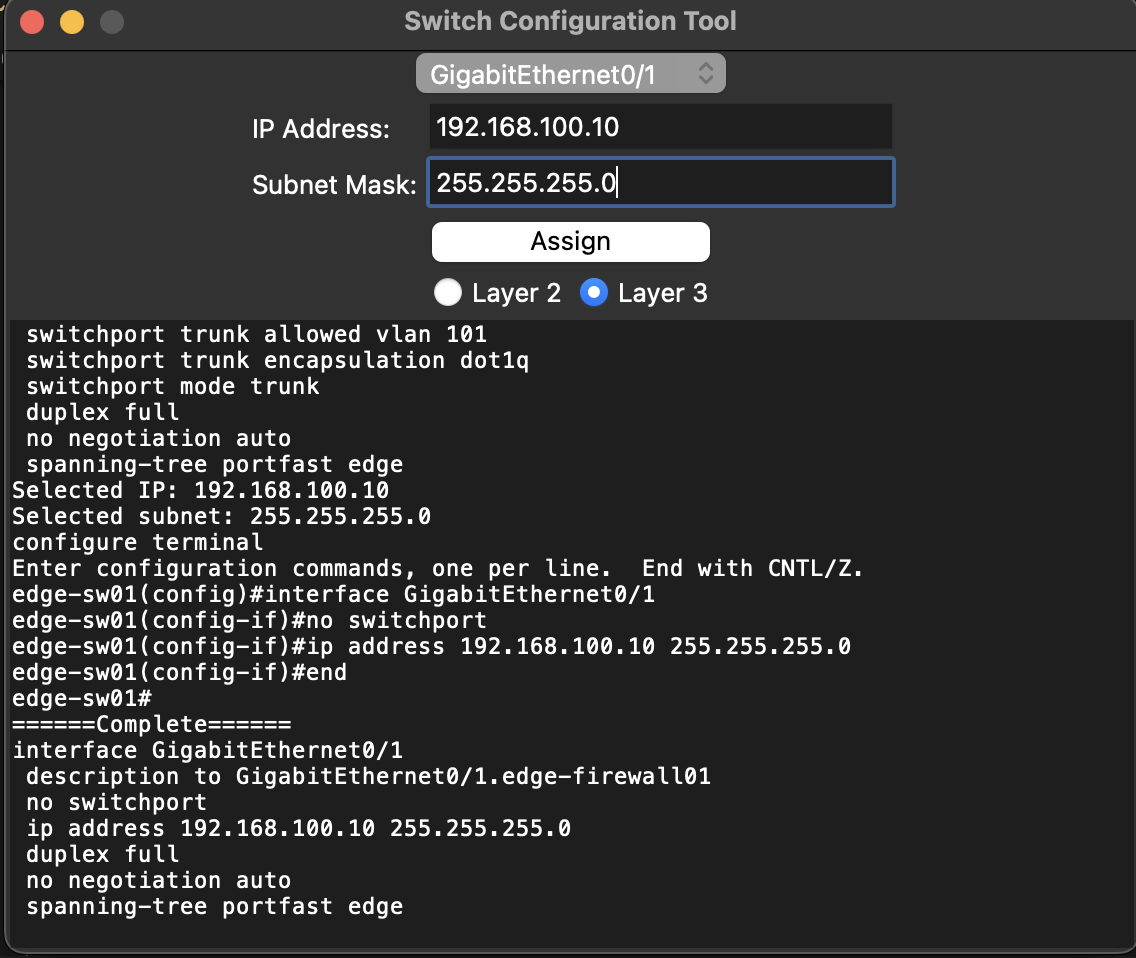 Switch Configuration Tool
GigabitEthernet0/1
IP Address: 192.168.100.10
Subnet Mask: 255.255.255.0
Assign
Layer 2 Layer 3
switchport trunk allowed vlan 101
switchport trunk encapsulation dot1q
switchport mode trunk
duplex full
no negotiation auto
spanning-tree portfast edge
Selected IP: 192.168.100.10
Selected subnet: 255.255.255.0
configure terminal
Enter configuration commands, one per line.  End with CNTL/Z.
edge-sw01(config)#interface GigabitEthernet0/1
edge-sw01(config-if)#no switchport
edge-sw01(config-if)#ip address 192.168.100.10 255.255.255.0
edge-sw01(config-if)#end
edge-sw01#
======Complete======
interface GigabitEthernet0/1
description to GigabitEthernet0/1.edge-firewall01
no switchport
ip address 192.168.100.10 255.255.255.0
duplex full
no negotiation auto
spanning-tree portfast edge